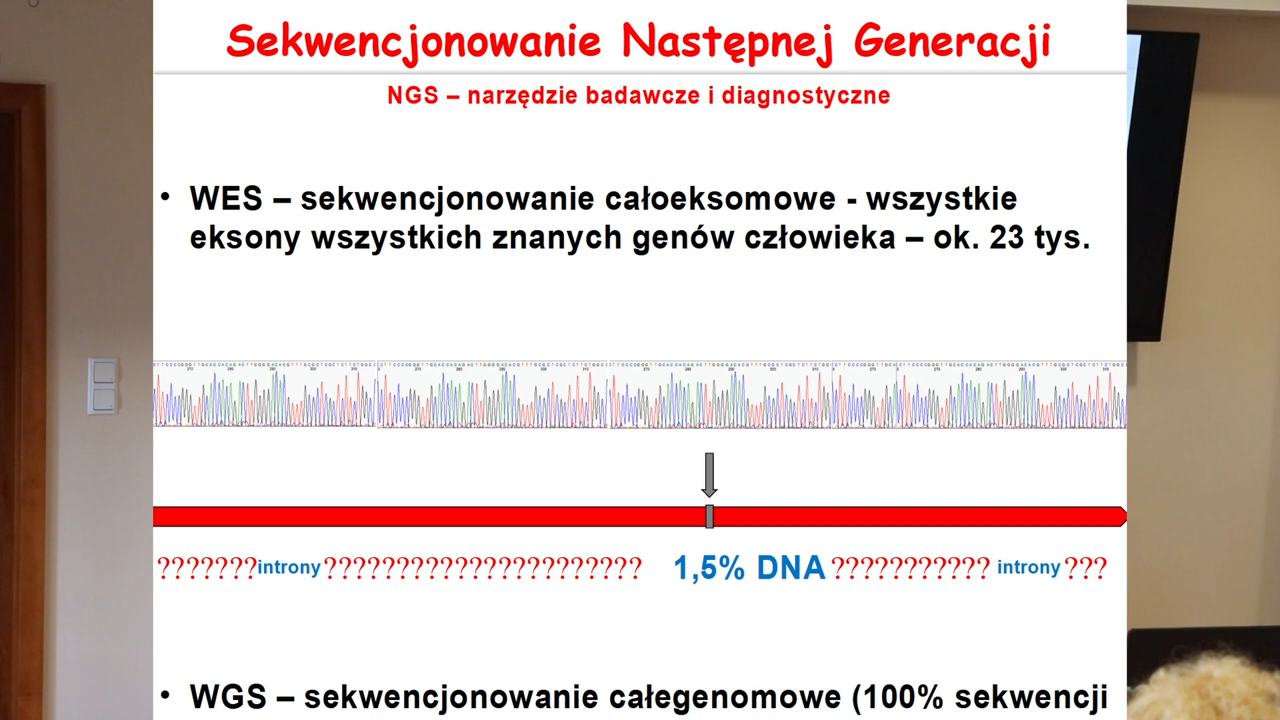 Sekwencjonowanie Następnej Generacji
NGS – narzędzie badawcze i diagnostyczne
• WES – sekwencjonowanie całoeksomowe - wszystkie
eksony wszystkich znanych genów człowieka – ok. 23 tys.
???????introny?????????????????????? 1,5% DNA ??????????? introny ???
• WGS – sekwencjonowanie całegenomowe (100% sekwencji